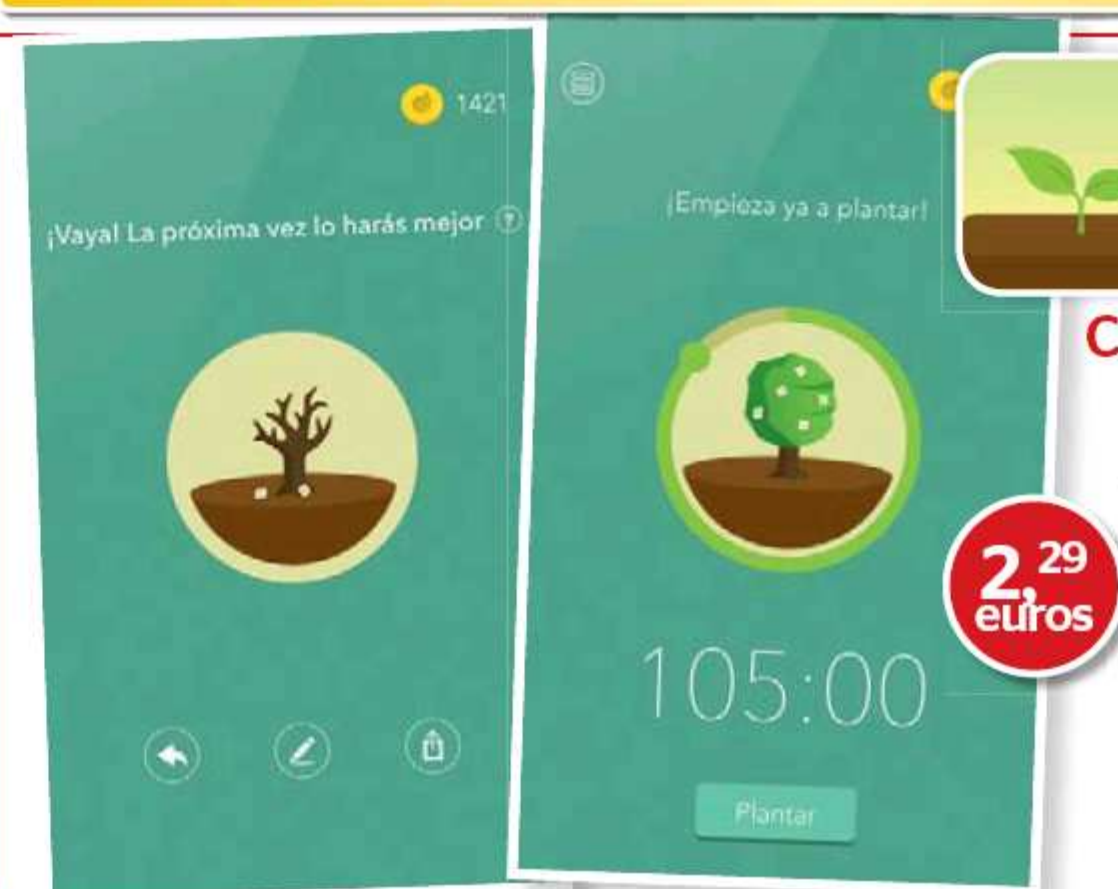 1421
¡Vaya! La próxima vez lo harás mejor ?
¡Empieza ya a plantar!
105:00
Plantar
C
2,29
euros